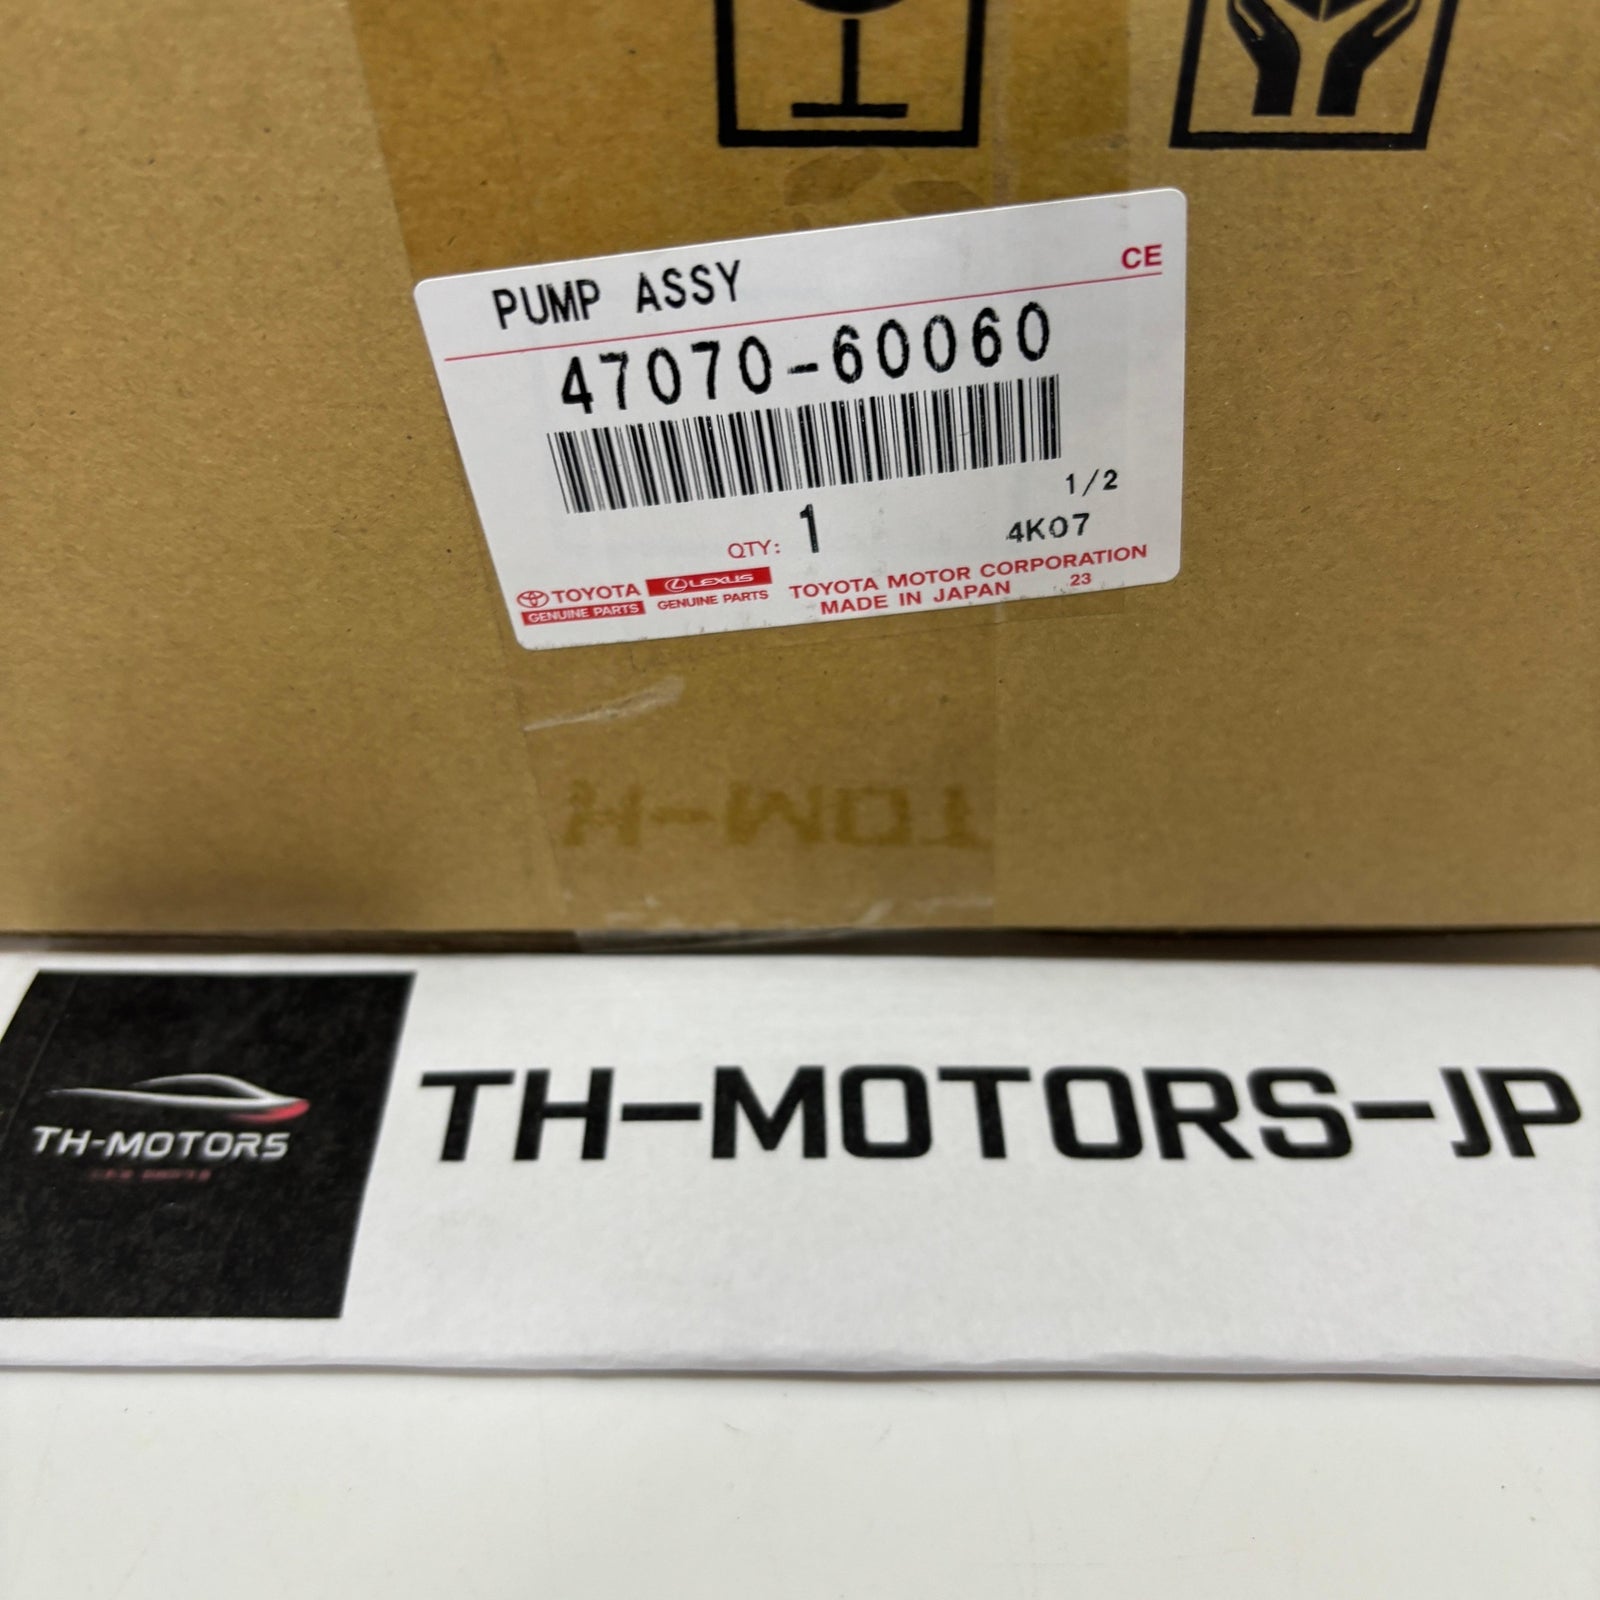 PUMP ASSY
CE
47070-60060
1/2
QTY: 1
4K07
TOYOTA
GENUINE PARTS
LEXUS
GENUINE PARTS
TOYOTA MOTOR CORPORATION
MADE IN JAPAN 23
TH-MOTORS
TH-MOTORS-JP